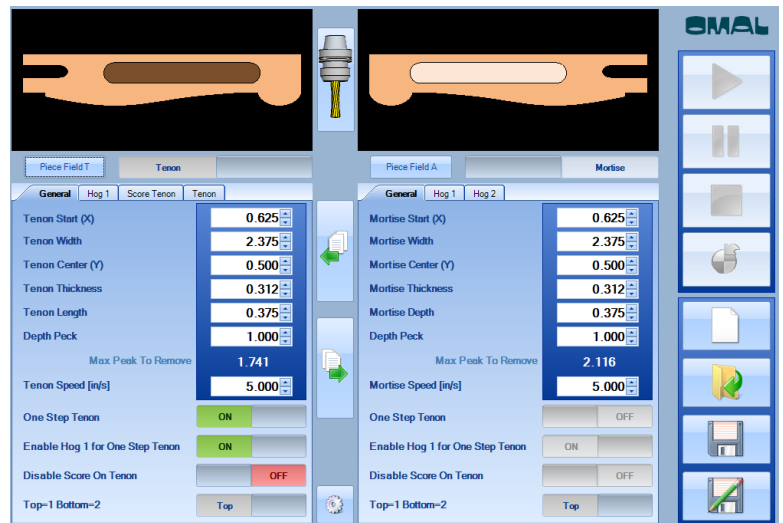 OMAL
Piece Field T Tenon
Piece Field A Mortise
General Hog 1 Score Tenon Tenon
Tenon Start (X) 0.625
Tenon Width 2.375
Tenon Center (Y) 0.500
Tenon Thickness 0.312
Tenon Length 0.375
Depth Peck 1.000
Max Peak To Remove 1.741
Tenon Speed [in/s] 5.000
One Step Tenon ON
Enable Hog 1 for One Step Tenon ON
Disable Score On Tenon OFF
Top=1 Bottom=2 Top
General Hog 1 Hog 2
Mortise Start (X) 0.625
Mortise Width 2.375
Mortise Center (Y) 0.500
Mortise Thickness 0.312
Mortise Depth 0.375
Depth Peck 1.000
Max Peak To Remove 2.116
Mortise Speed [in/s] 5.000
One Step Tenon OFF
Enable Hog 1 for One Step Tenon ON
Disable Score On Tenon OFF
Top=1 Bottom=2 Top